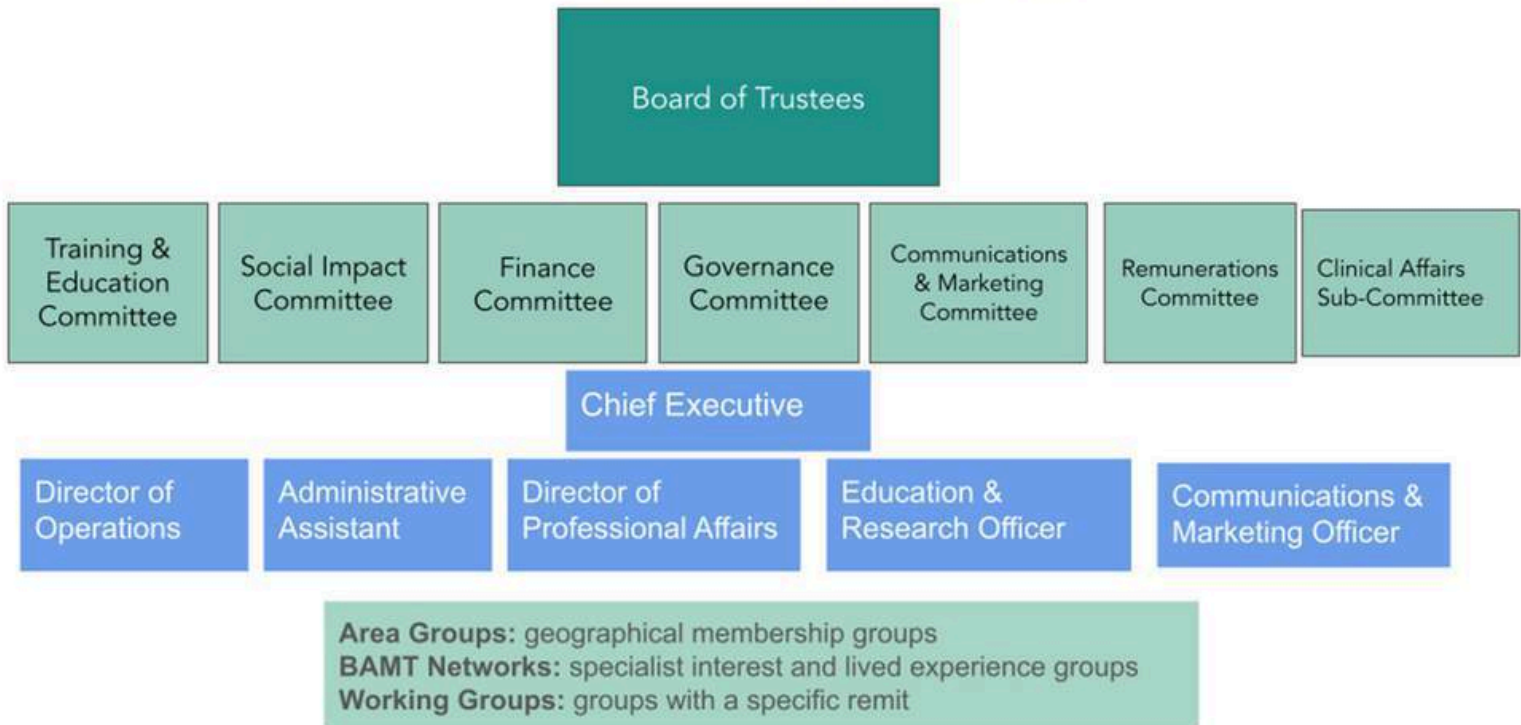 Board of Trustees
Training &
Education
Committee
Social Impact
Committee
Finance
Committee
Governance
Committee
Communications
& Marketing
Committee
Remunerations
Committee
Clinical Affairs
Sub-Committee
Chief Executive
Director of
Operations
Administrative
Assistant
Director of
Professional Affairs
Education &
Research Officer
Communications &
Marketing Officer
Area Groups: geographical membership groups
BAMT Networks: specialist interest and lived experience groups
Working Groups: groups with a specific remit